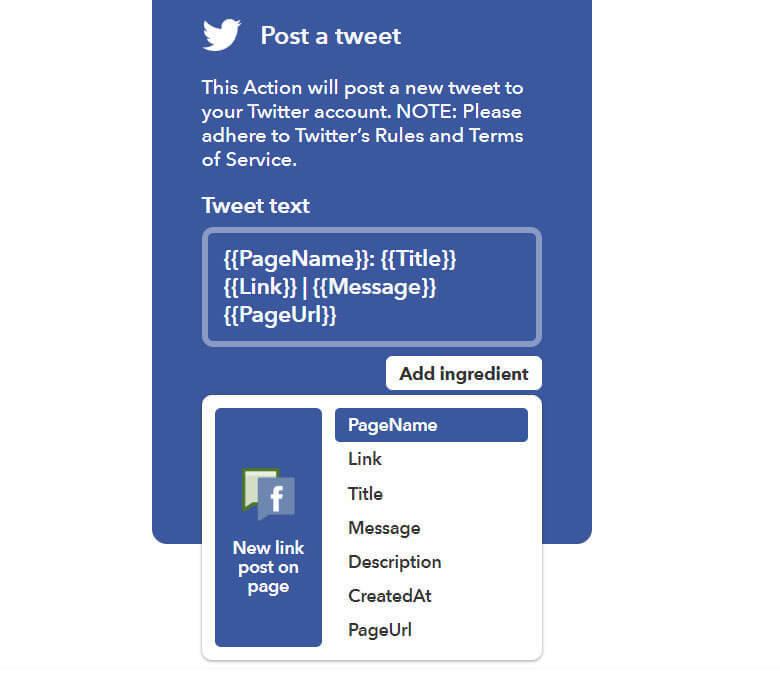 Post a tweet
This Action will post a new tweet to
your Twitter account. NOTE: Please
adhere to Twitter’s Rules and Terms
of Service.
Tweet text
{{PageName}}: {{Title}}
{{Link}} | {{Message}}
{{PageUrl}}
Add ingredient
f
New link
post on
page
PageName
Link
Title
Message
Description
CreatedAt
PageUrl